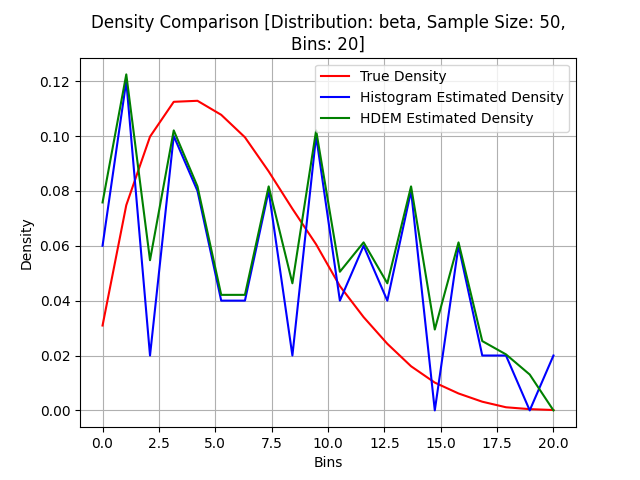 Density Comparison [Distribution: beta, Sample Size: 50,
Bins: 20]
True Density
Histogram Estimated Density
HDEM Estimated Density
Density
0.12
0.10
0.08
0.06
0.04
0.02
0.00
0.0 2.5 5.0 7.5 10.0 12.5 15.0 17.5 20.0
Bins